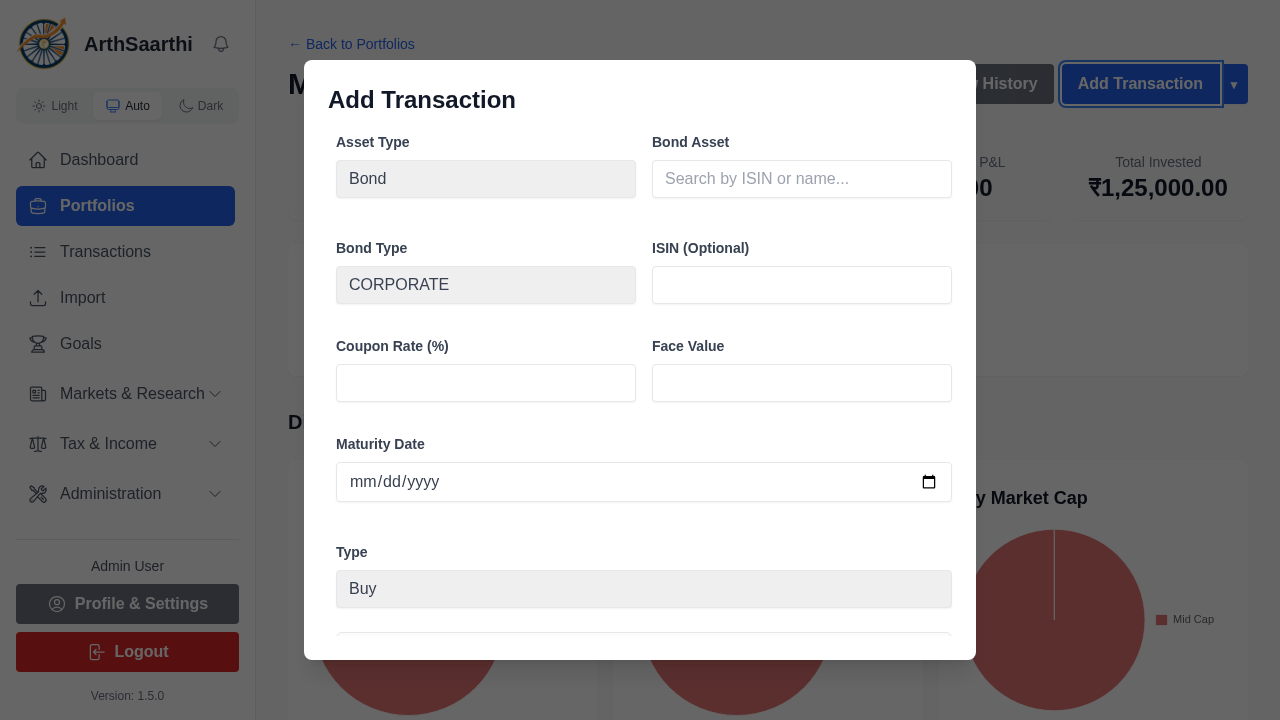 ArthSaarthi
Light
Auto
Dark
Dashboard
Portfolios
Transactions
Import
Goals
Markets & Research
Tax & Income
Administration
Admin User
Profile & Settings
Logout
Version: 1.5.0
← Back to Portfolios
History
Add Transaction
▼
P&L
Total Invested
₹1,25,000.00
Market Cap
Mid Cap
Add Transaction
Asset Type
Bond Asset
Bond
Search by ISIN or name...
Bond Type
ISIN (Optional)
CORPORATE
Coupon Rate (%)
Face Value
Maturity Date
mm/dd/yyyy
Type
Buy